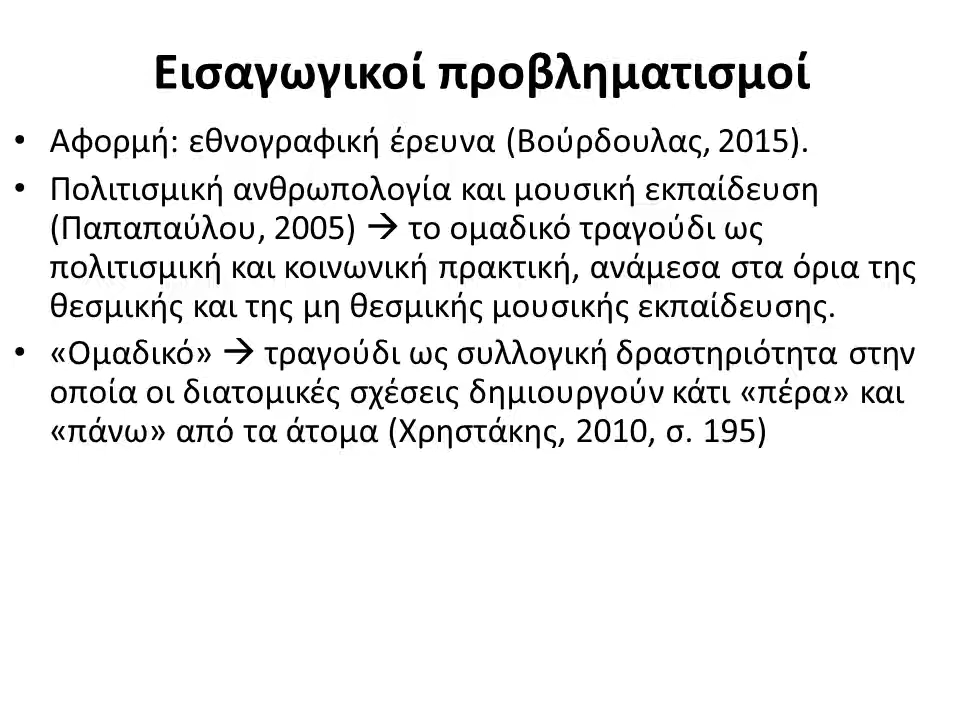 Εισαγωγικοί προβληματισμοί
• Αφορμή: εθνογραφική έρευνα (Βούρδουλας, 2015).
• Πολιτισμική ανθρωπολογία και μουσική εκπαίδευση
(Παπαπαύλου, 2005) → το ομαδικό τραγούδι ως
πολιτισμική και κοινωνική πρακτική, ανάμεσα στα όρια της
θεσμικής και της μη θεσμικής μουσικής εκπαίδευσης.
• «Ομαδικό» → τραγούδι ως συλλογική δραστηριότητα στην
οποία οι διατομικές σχέσεις δημιουργούν κάτι «πέρα» και
«πάνω» από τα άτομα (Χρηστάκης, 2010, σ. 195)